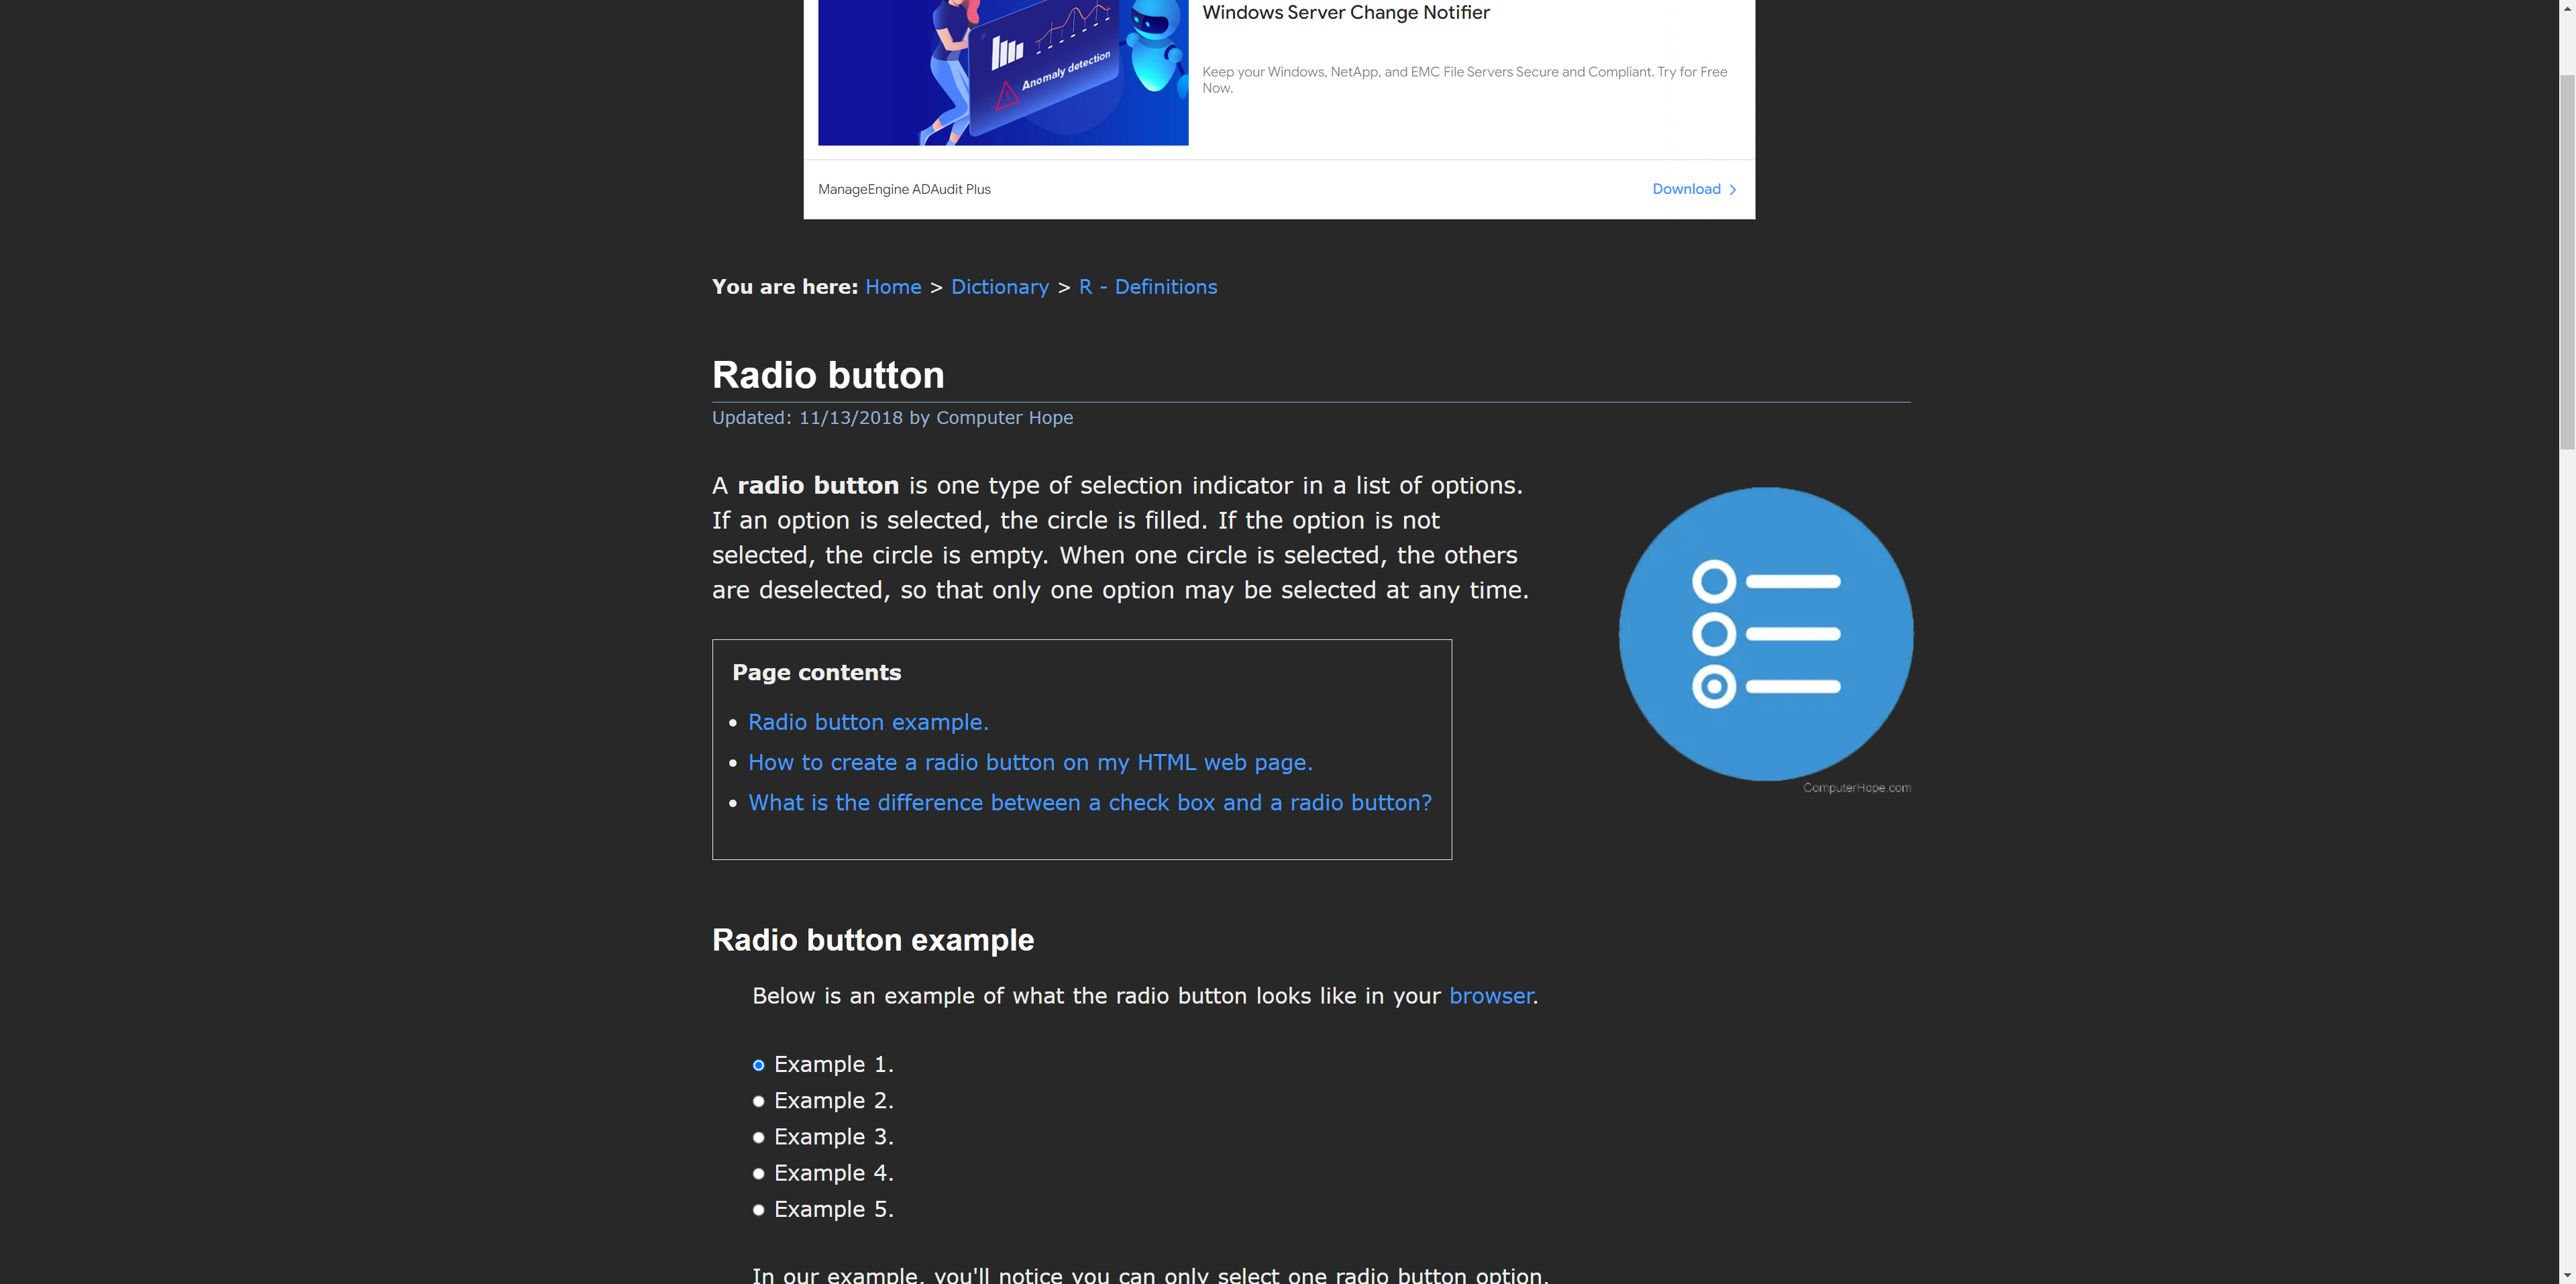 Windows Server Change Notifier
Keep your Windows, NetApp, and EMC File Servers Secure and Compliant. Try for Free
Now.
Anomaly detection
ManageEngine ADAudit Plus
Download
You are here: Home > Dictionary > R - Definitions
Radio button
Updated: 11/13/2018 by Computer Hope
A radio button is one type of selection indicator in a list of options.
If an option is selected, the circle is filled. If the option is not
selected, the circle is empty. When one circle is selected, the others
are deselected, so that only one option may be selected at any time.
ComputerHope.com
Page contents
• Radio button example.
• How to create a radio button on my HTML web page.
• What is the difference between a check box and a radio button?
Radio button example
Below is an example of what the radio button looks like in your browser.
Example 1.
Example 2.
Example 3.
Example 4.
Example 5.
In our example, you'll notice you can only select one radio button option.